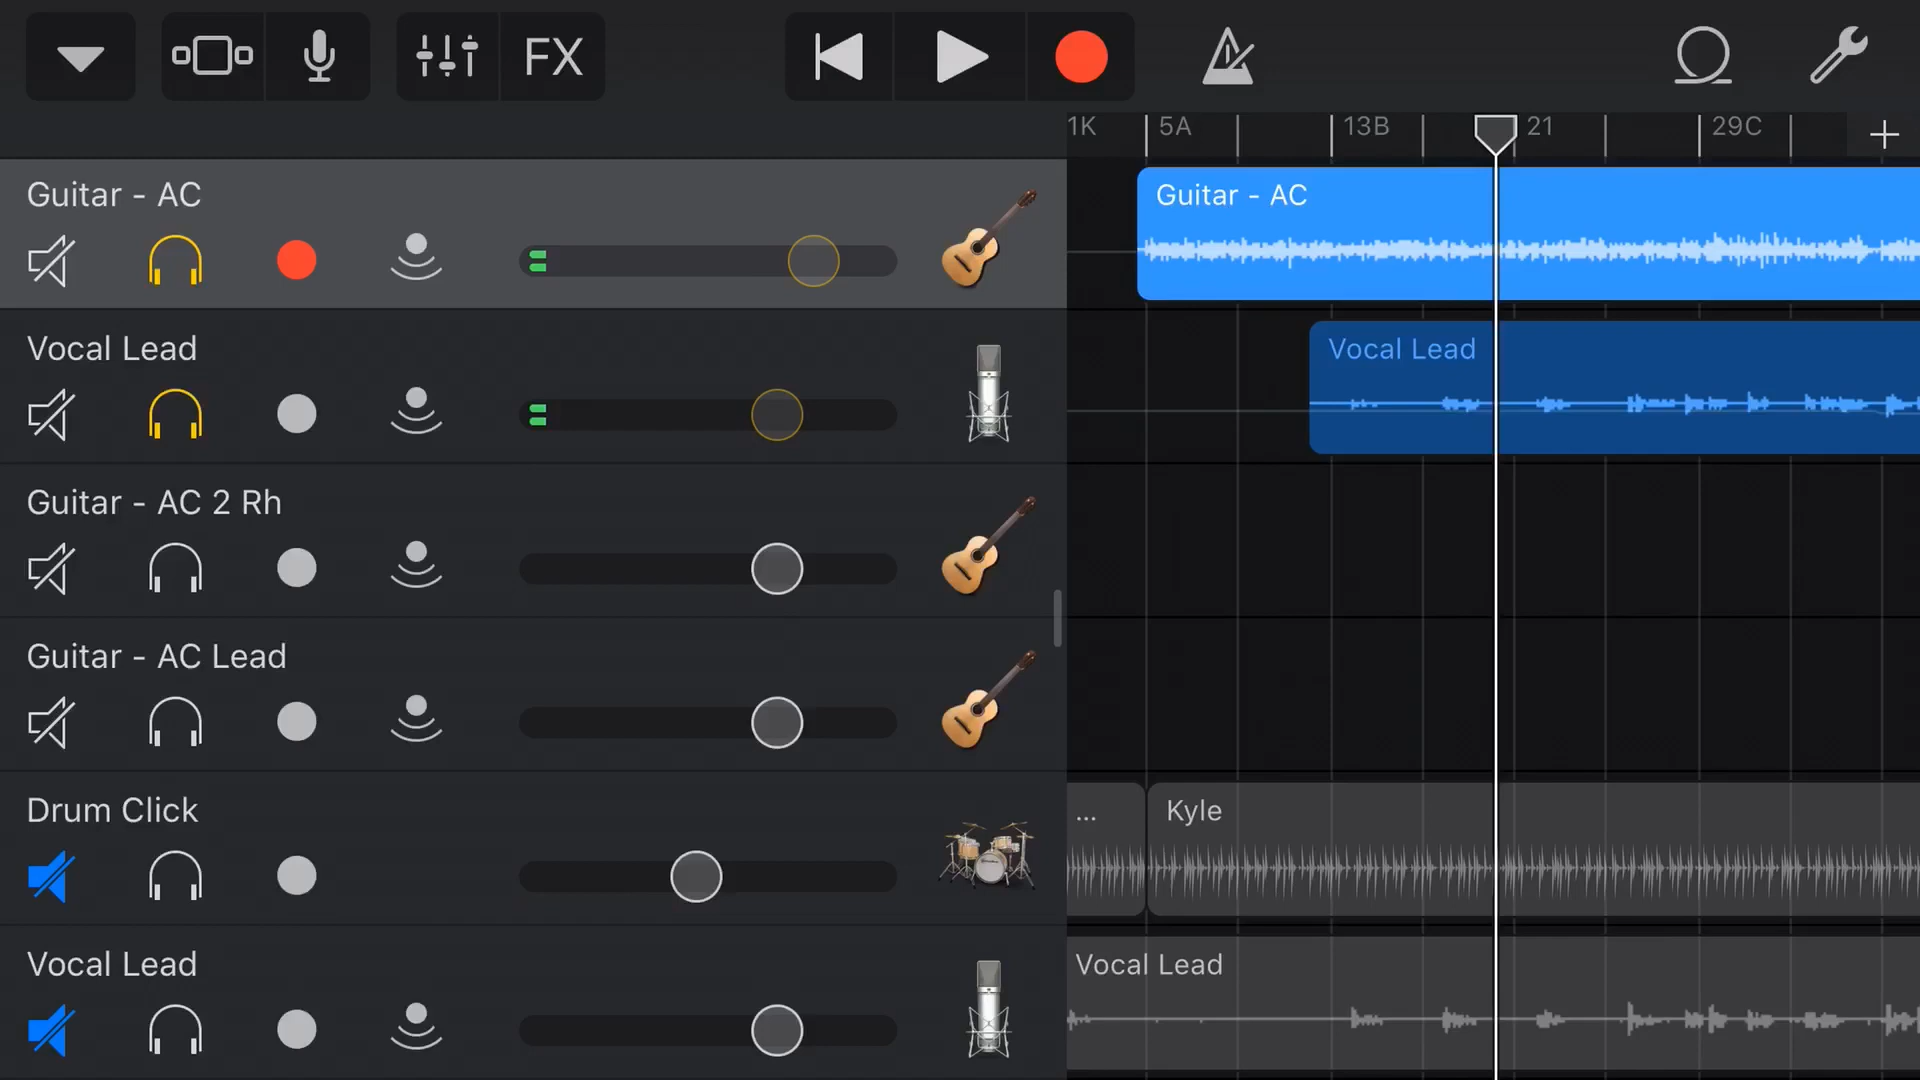 FX
1K 5A 13B 21 29C
Guitar - AC
Guitar - AC
Vocal Lead
Vocal Lead
Guitar - AC 2 Rh
Guitar - AC Lead
Drum Click
... Kyle
Vocal Lead
Vocal Lead